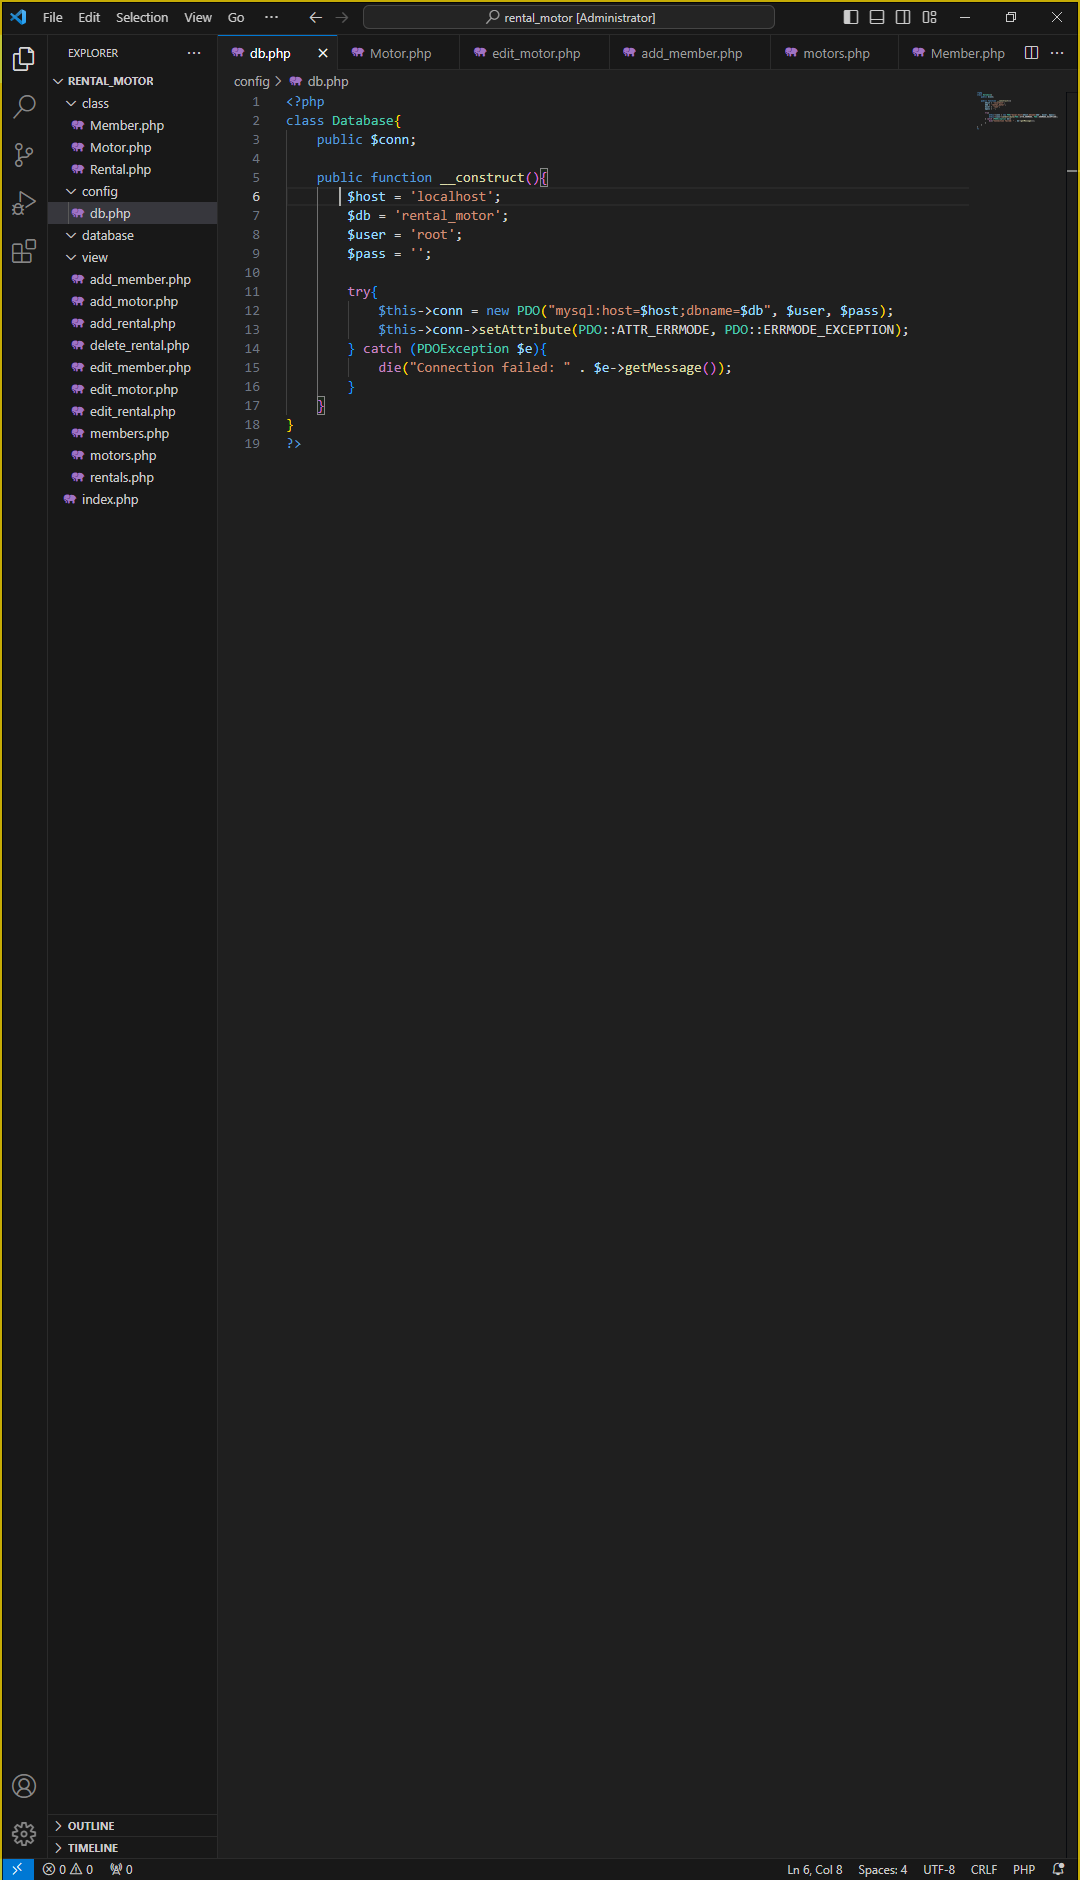 File Edit Selection View Go ··· rental_motor [Administrator]
EXPLORER ···
RENTAL_MOTOR
class
Member.php
Motor.php
Rental.php
config
db.php
database
view
add_member.php
add_motor.php
add_rental.php
delete_rental.php
edit_member.php
edit_motor.php
edit_rental.php
members.php
motors.php
rentals.php
index.php
OUTLINE
TIMELINE
db.php Motor.php edit_motor.php add_member.php motors.php Member.php ···
config > db.php
1 <?php
2 class Database{
3     public $conn;
4
5     public function __construct(){
6         $host = 'localhost';
7         $db = 'rental_motor';
8         $user = 'root';
9         $pass = '';
10
11         try{
12             $this->conn = new PDO("mysql:host=$host;dbname=$db", $user, $pass);
13             $this->conn->setAttribute(PDO::ATTR_ERRMODE, PDO::ERRMODE_EXCEPTION);
14         } catch (PDOException $e){
15             die("Connection failed: " . $e->getMessage());
16         }
17     }
18 }
19 ?>
0 0 0 Ln 6, Col 8 Spaces: 4 UTF-8 CRLF PHP